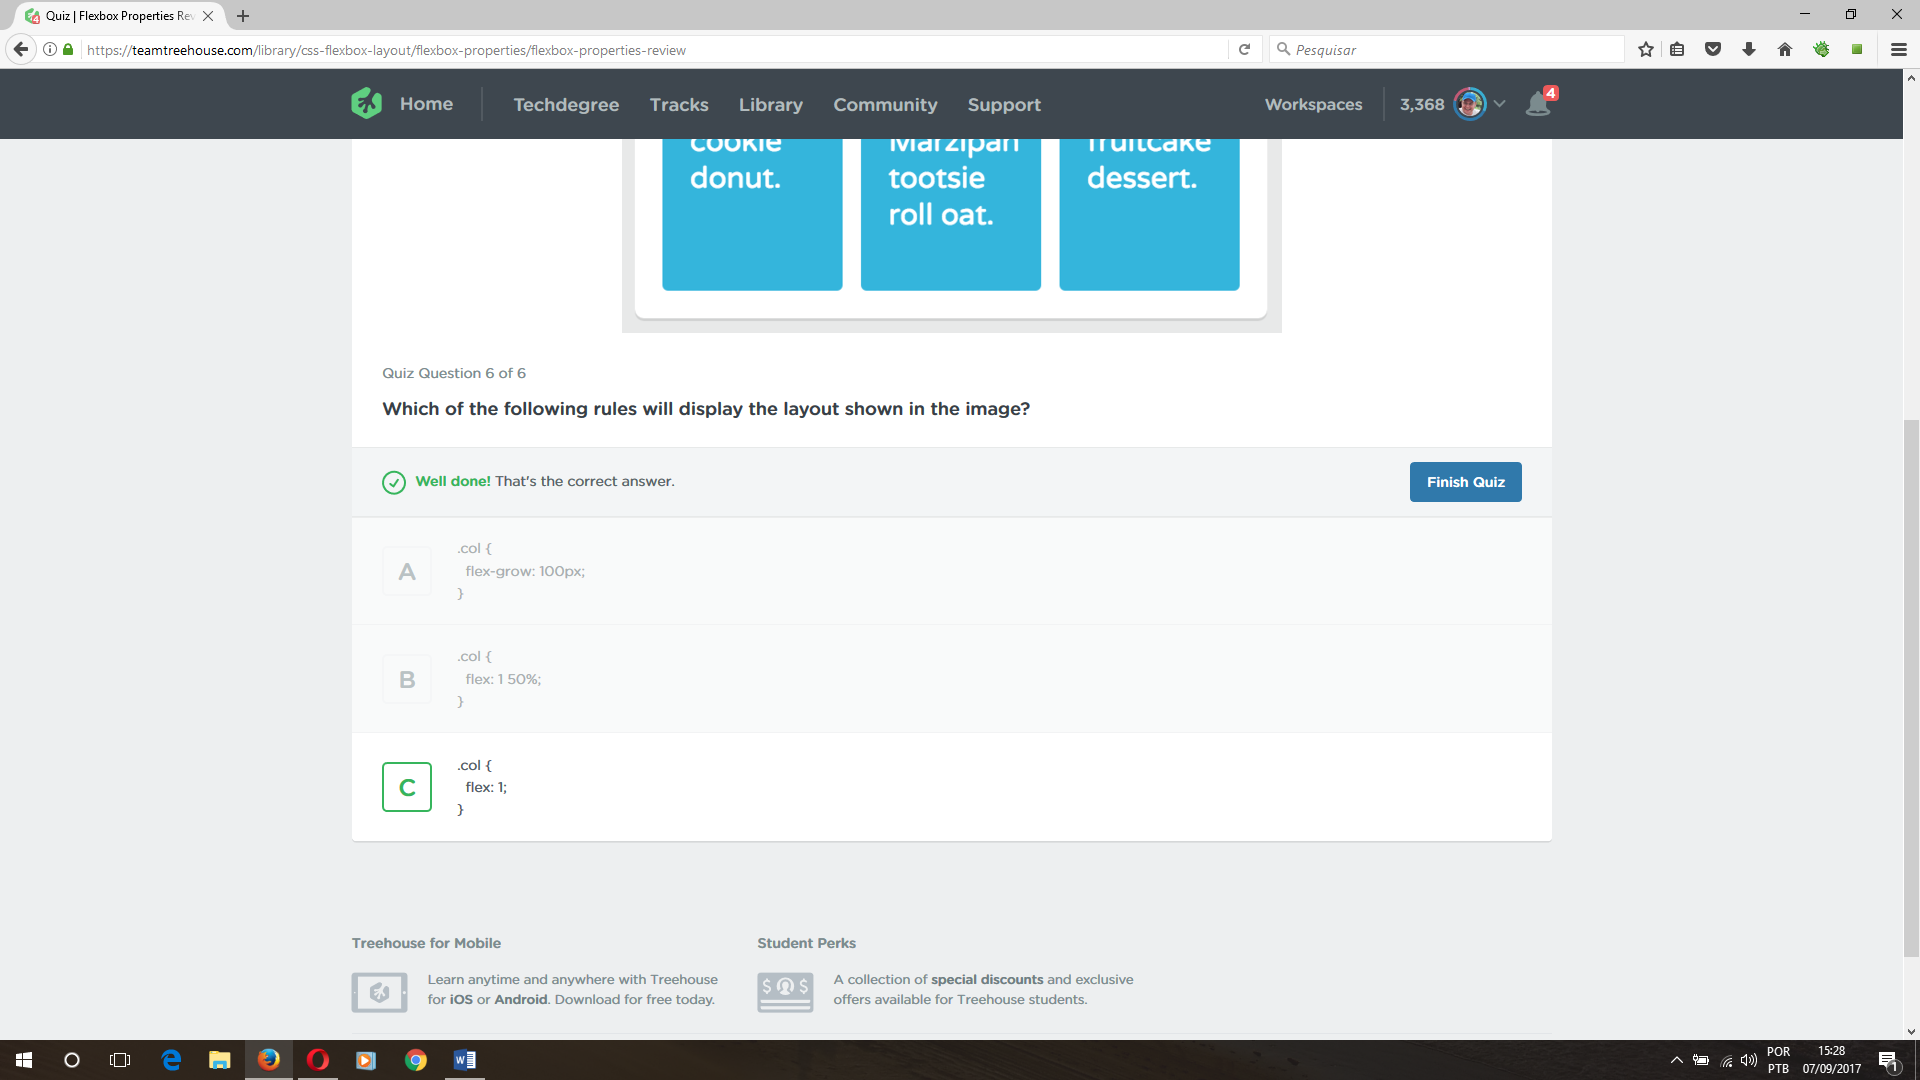 Quiz | Flexbox Properties Rev
https://teamtreehouse.com/library/css-flexbox-layout/flexbox-properties/flexbox-properties-review
Pesquisar
Home
Techdegree
Tracks
Library
Community
Support
Workspaces
3,368
4
cookie
donut.
Marzipan
tootsie
roll oat.
fruitcake
dessert.
Quiz Question 6 of 6
Which of the following rules will display the layout shown in the image?
Well done! That's the correct answer.
Finish Quiz
A
.col {
flex-grow: 100px;
}
B
.col {
flex: 1 50%;
}
C
.col {
flex: 1;
}
Treehouse for Mobile
Learn anytime and anywhere with Treehouse
for iOS or Android. Download for free today.
Student Perks
A collection of special discounts and exclusive
offers available for Treehouse students.
POR
PTB
15:28
07/09/2017
1